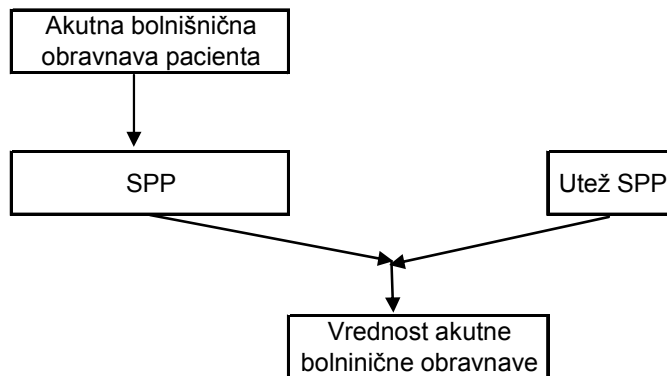 Akutna bolnišnična
obravnava pacienta
SPP
Utež SPP
Vrednost akutne
bolninične obravnave